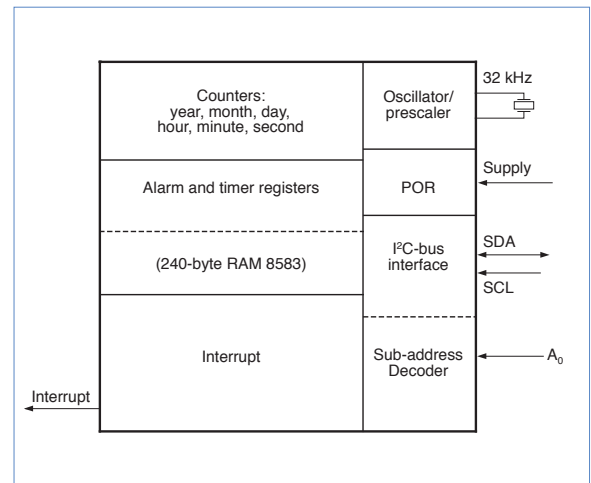 Counters:
year, month, day,
hour, minute, second
Oscillator/
prescaler
32 kHz
Alarm and timer registers
POR
Supply
(240-byte RAM 8583)
I²C-bus
interface
SDA
SCL
Interrupt
Sub-address
Decoder
A₀
Interrupt